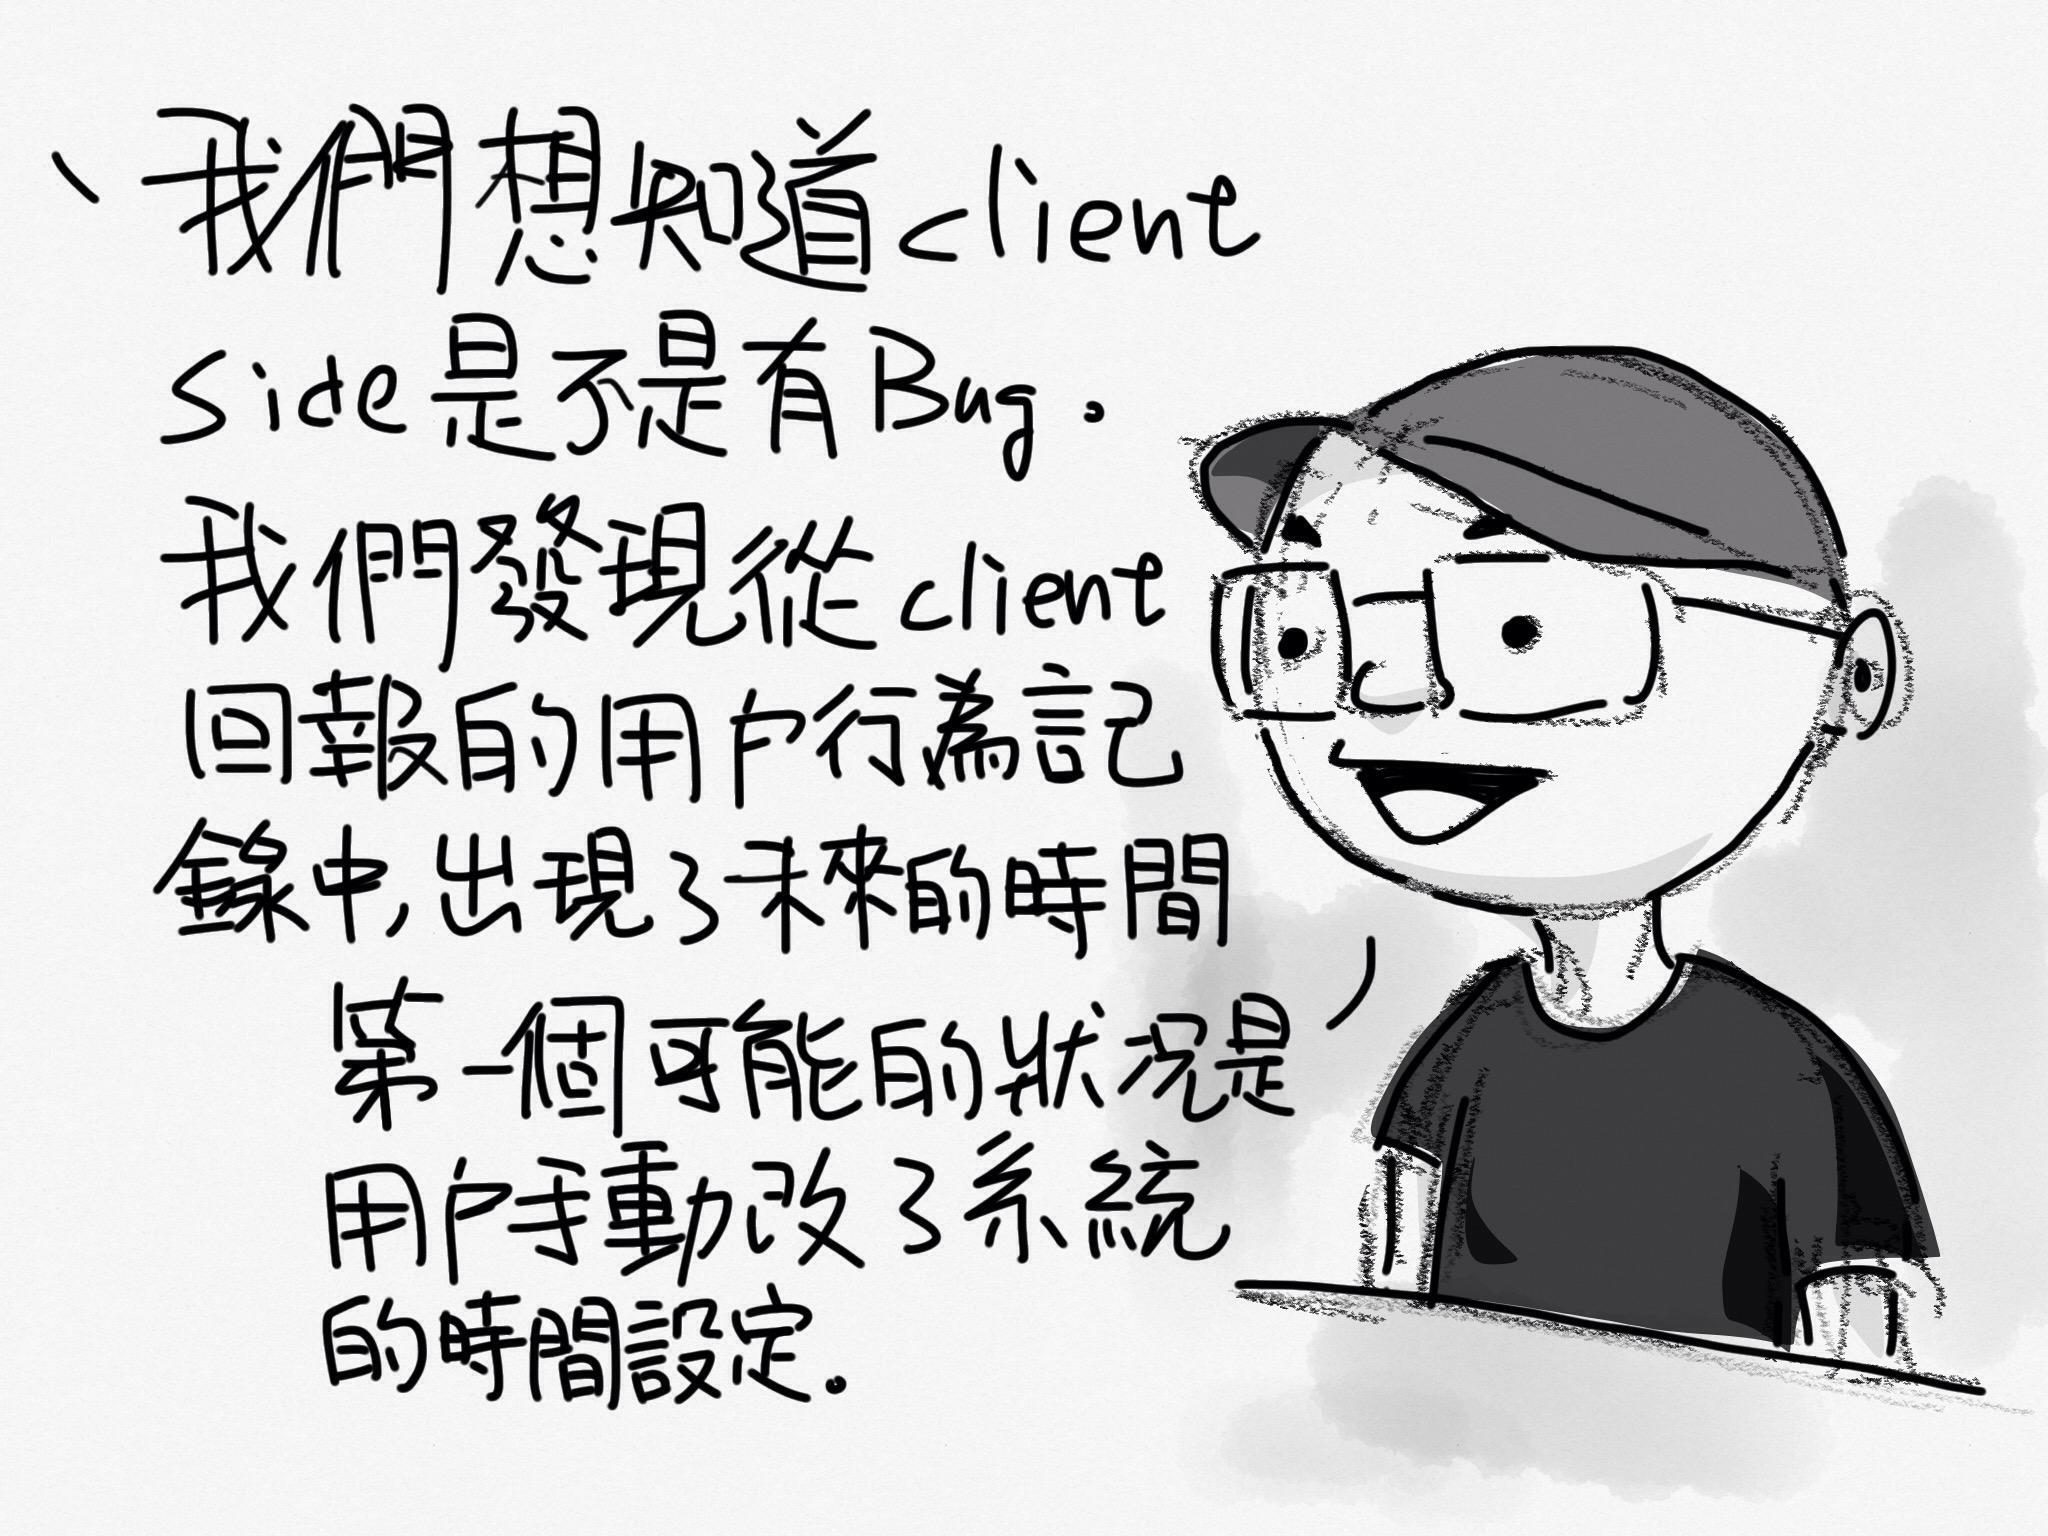 我們想知道client
side是不是有Bug.
我們發現從client
回報的用戶行為記
錄中,出現了未來的時間
第一個可能的狀況是
用戶手動改了系統
的時間設定.